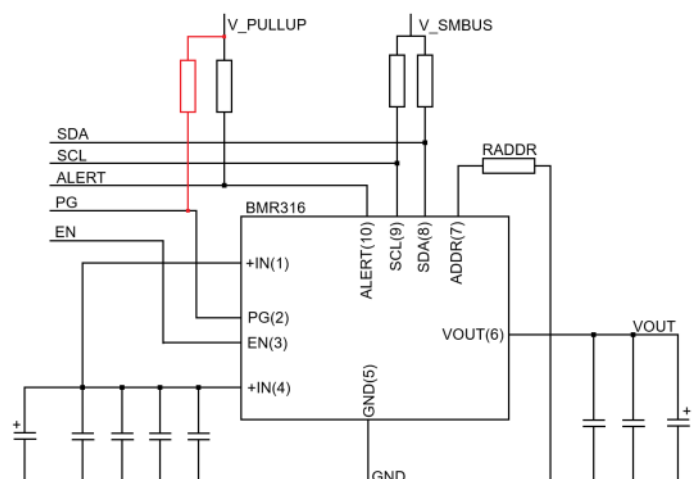 V_PULLUP
V_SMBUS
SDA
SCL
ALERT
PG
EN
RADDR
BMR316
ALERT(10)
SCL(9)
SDA(8)
ADDR(7)
+IN(1)
PG(2)
EN(3)
+IN(4)
VOUT(6)
VOUT
GND(5)
+
+
GND